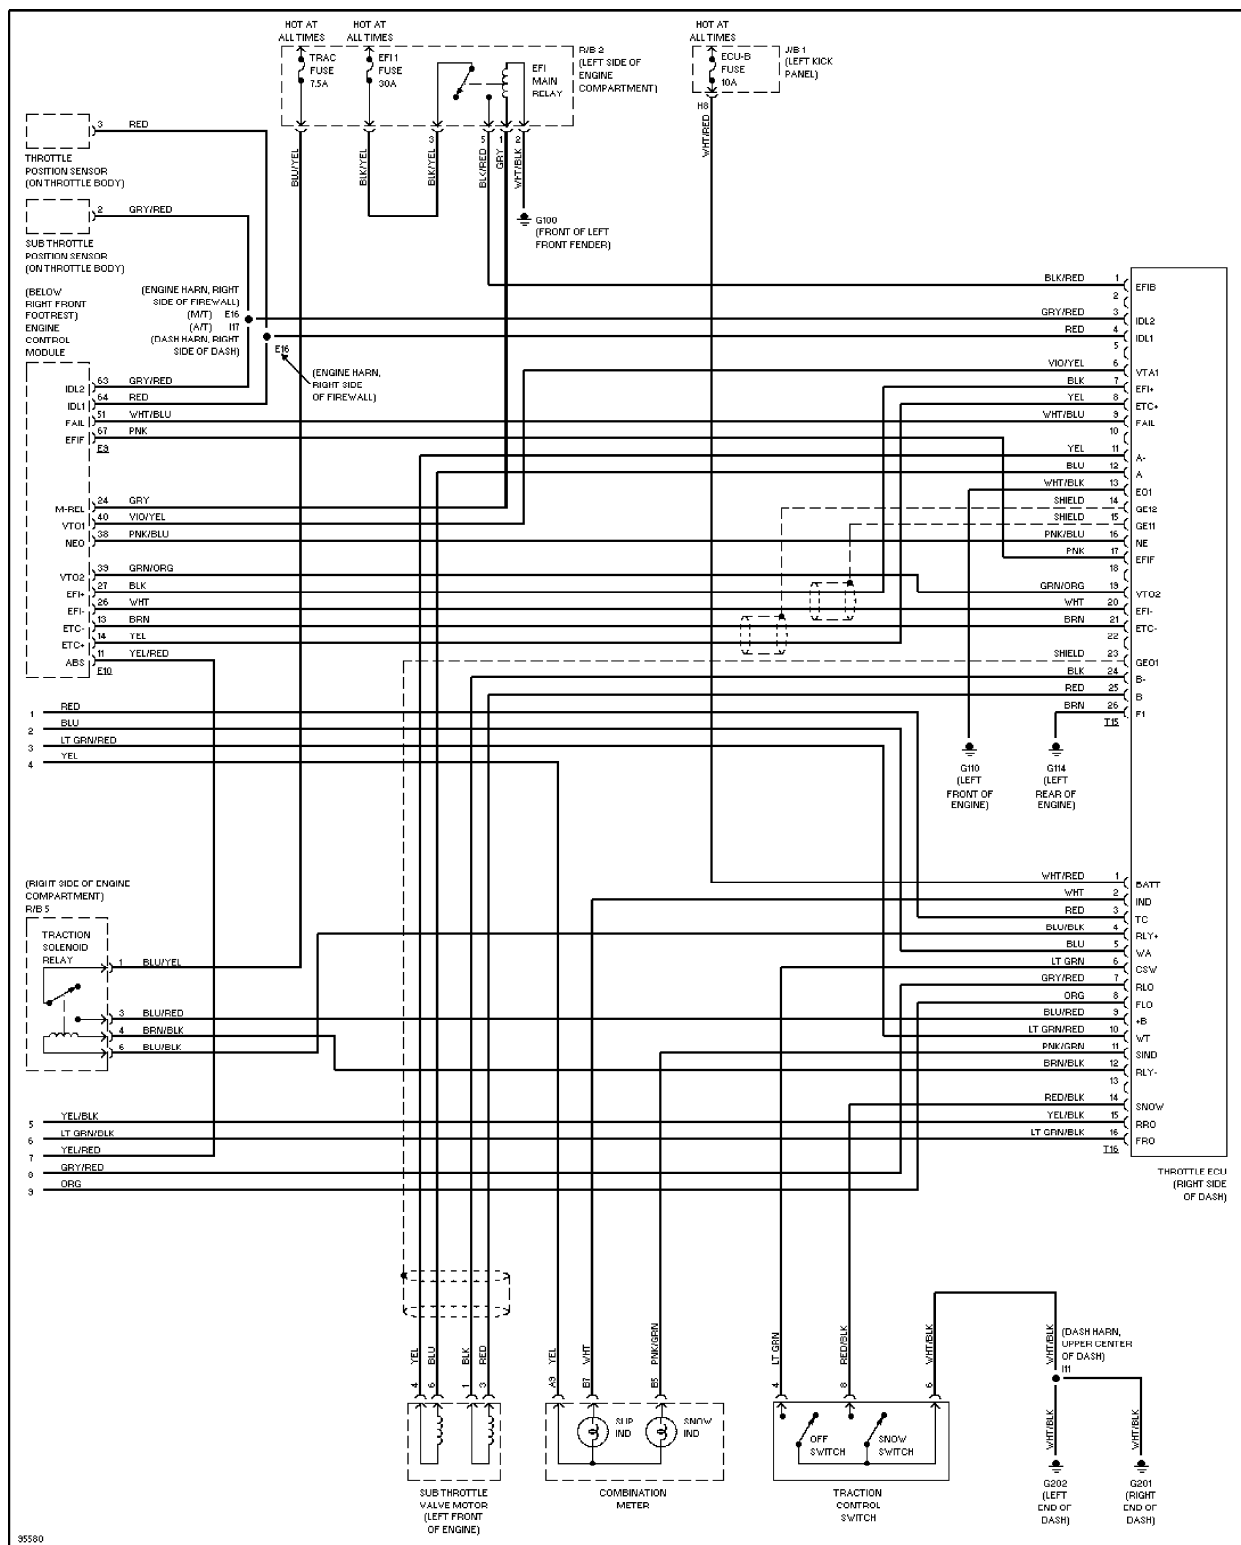 HOT AT
ALL TIMES
HOT AT
ALL TIMES
HOT AT
ALL TIMES
TRAC
FUSE
7.5A
EFI 1
FUSE
30A
EFI
MAIN
RELAY
R/B 2
(LEFT SIDE OF
ENGINE
COMPARTMENT)
ECU-B
FUSE
10A
J/B 1
(LEFT KICK
PANEL)
H8
WHT/RED
BLU/YEL
BLK/YEL
3
BLK/YEL
5
BLK/RED
1
GRY
2
WHT/BLK
G100
(FRONT OF LEFT
FRONT FENDER)
3 RED
THROTTLE
POSITION SENSOR
(ON THROTTLE BODY)
2 GRY/RED
SUB THROTTLE
POSITION SENSOR
(ON THROTTLE BODY)
(BELOW
RIGHT FRONT
FOOTREST)
ENGINE
CONTROL
MODULE
(ENGINE HARN, RIGHT
SIDE OF FIREWALL)
(M/T) E16
(A/T) I17
(DASH HARN, RIGHT
SIDE OF DASH)
E16
(ENGINE HARN,
RIGHT SIDE
OF FIREWALL)
IDL2 63 GRY/RED
IDL1 64 RED
FAIL 51 WHT/BLU
EFIF 67 PNK
E9
M-REL 24 GRY
VTO1 40 VIO/YEL
NEO 38 PNK/BLU
VTO2 39 GRN/ORG
EFI+ 27 BLK
EFI- 26 WHT
ETC- 13 BRN
ETC+ 14 YEL
ABS 11 YEL/RED
E10
1 RED
2 BLU
3 LT GRN/RED
4 YEL
BLK/RED 1 EFIB
2
GRY/RED 3 IDL2
RED 4 IDL1
5
VIO/YEL 6 VTA1
BLK 7 EFI+
YEL 8 ETC+
WHT/BLU 9 FAIL
10
YEL 11 A-
BLU 12 A
WHT/BLK 13 EO1
SHIELD 14 GE12
SHIELD 15 GE11
PNK/BLU 16 NE
PNK 17 EFIF
18
GRN/ORG 19 VTO2
WHT 20 EFI-
BRN 21 ETC-
22
SHIELD 23 GEO1
BLK 24 B-
RED 25 B
BRN 26 F1
T15
G110
(LEFT
FRONT OF
ENGINE)
G114
(LEFT
REAR OF
ENGINE)
(RIGHT SIDE OF ENGINE
COMPARTMENT)
R/B 5
TRACTION
SOLENOID
RELAY
1 BLU/YEL
3 BLU/RED
4 BRN/BLK
6 BLU/BLK
WHT/RED 1 BATT
WHT 2 IND
RED 3 TC
BLU/BLK 4 RLY+
BLU 5 WA
LT GRN 6 CSW
GRY/RED 7 RLO
ORG 8 FLO
BLU/RED 9 +B
LT GRN/RED 10 WT
PNK/GRN 11 SIND
BRN/BLK 12 RLY-
13
RED/BLK 14 SNOW
YEL/BLK 15 RRO
LT GRN/BLK 16 FRO
T16
THROTTLE ECU
(RIGHT SIDE
OF DASH)
5 YEL/BLK
6 LT GRN/BLK
7 YEL/RED
8 GRY/RED
9 ORG
4 YEL
6 BLU
1 BLK
3 RED
A9 YEL
B7 WHT
B5 PNK/GRN
4 LT GRN
8 RED/BLK
6 WHT/BLK
WHT/BLK
(DASH HARN,
UPPER CENTER
OF DASH)
I11
WHT/BLK
WHT/BLK
SLIP
IND
SNOW
IND
OFF
SWITCH
SNOW
SWITCH
SUB THROTTLE
VALVE MOTOR
(LEFT FRONT
OF ENGINE)
COMBINATION
METER
TRACTION
CONTROL
SWITCH
G202
(LEFT
END OF
DASH)
G201
(RIGHT
END OF
DASH)
95580